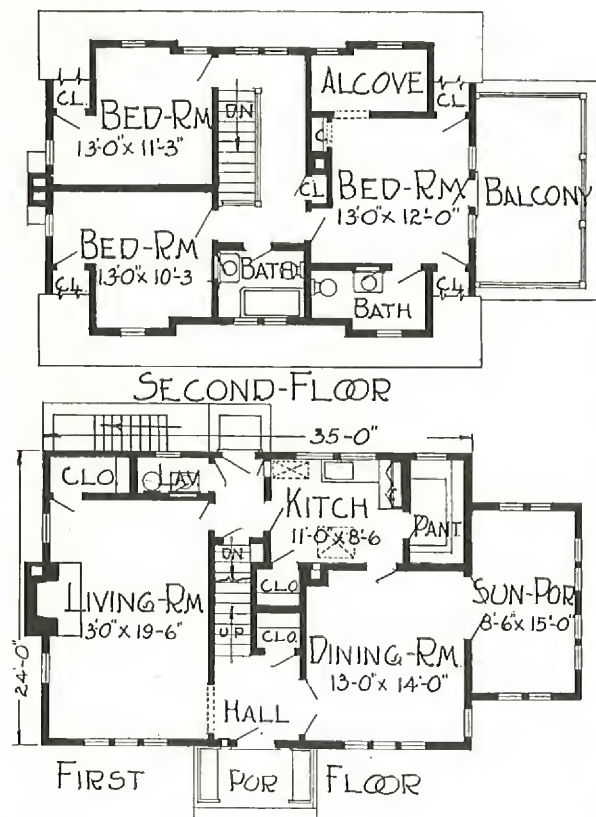 ALCOVE
CL.
BED-RM
13'-0" X 11'-3"
DN
CL
C
CL
BED-RM
13'-0" X 12'-0"
BALCONY
BED-RM
13'-0" X 10'-3
BATH
BATH
CL
CL
SECOND-FLOOR
35-0"
CLO.
LAV.
KITCH
11'-0" X 8'-6
PANT.
DN.
CLO
LIVING-RM
3'0" X 19'-6"
SUN-POR
8'-6" X 15'-0"
UP
CLO.
DINING-RM.
13-0" X 14'-0"
24'-0"
HALL
FIRST
POR
FLOOR